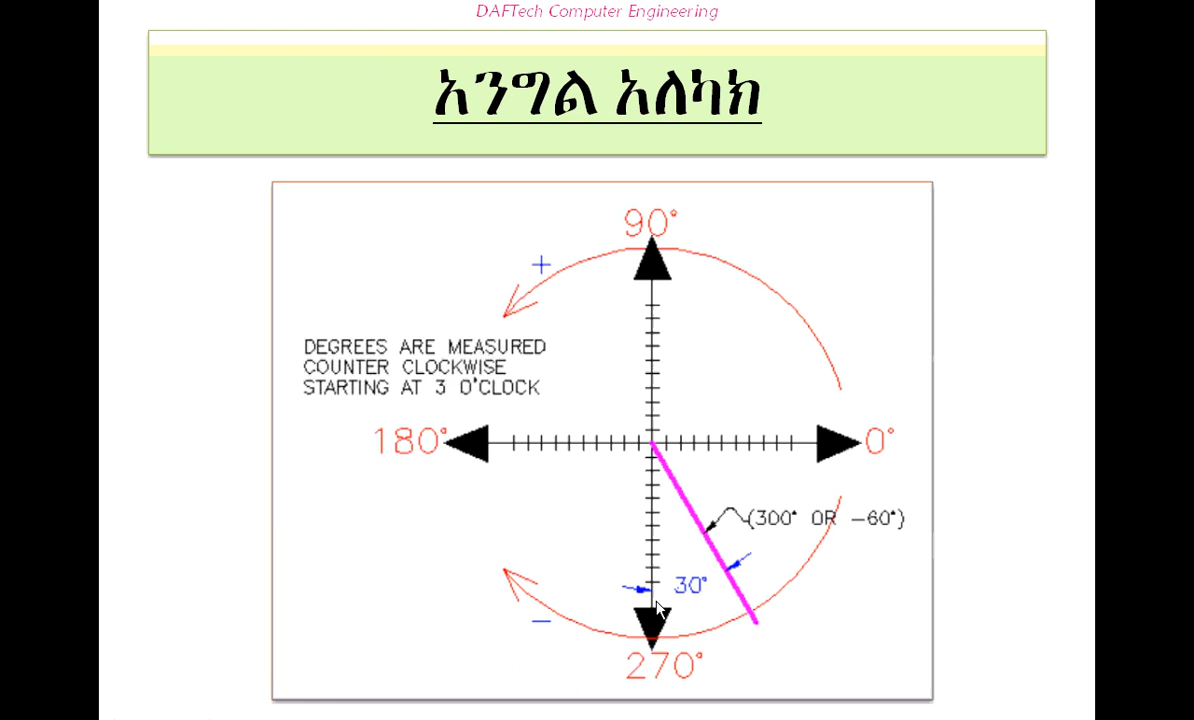 DAFTech Computer Engineering
አንግል አለካክ
90°
+
DEGREES ARE MEASURED
COUNTER CLOCKWISE
STARTING AT 3 O'CLOCK
180°
0°
(300° OR -60°)
30°
-
270°